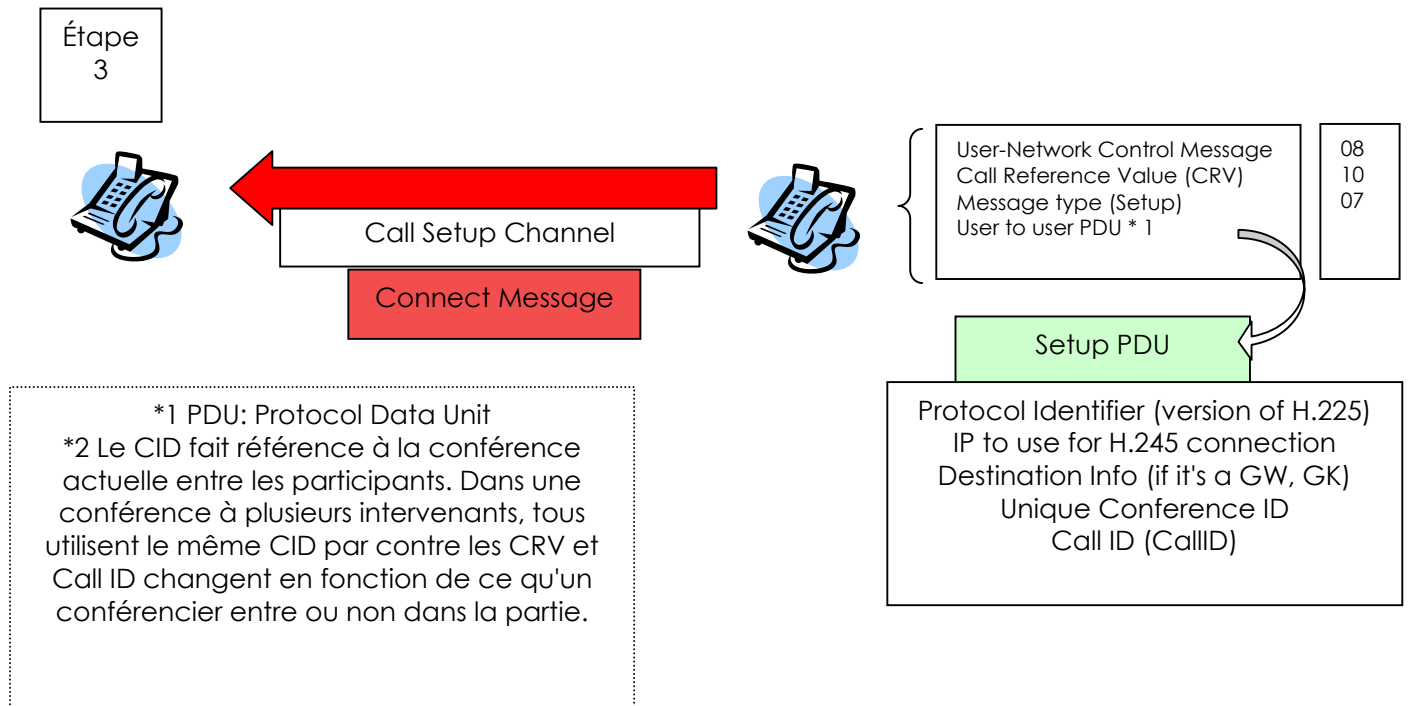 Étape
3
Call Setup Channel
Connect Message
User-Network Control Message
Call Reference Value (CRV)
Message type (Setup)
User to user PDU * 1
08
10
07
Setup PDU
Protocol Identifier (version of H.225)
IP to use for H.245 connection
Destination Info (if it's a GW, GK)
Unique Conference ID
Call ID (CallID)
*1 PDU: Protocol Data Unit
*2 Le CID fait référence à la conférence
actuelle entre les participants. Dans une
conférence à plusieurs intervenants, tous
utilisent le même CID par contre les CRV et
Call ID changent en fonction de ce qu'un
conférencier entre ou non dans la partie.